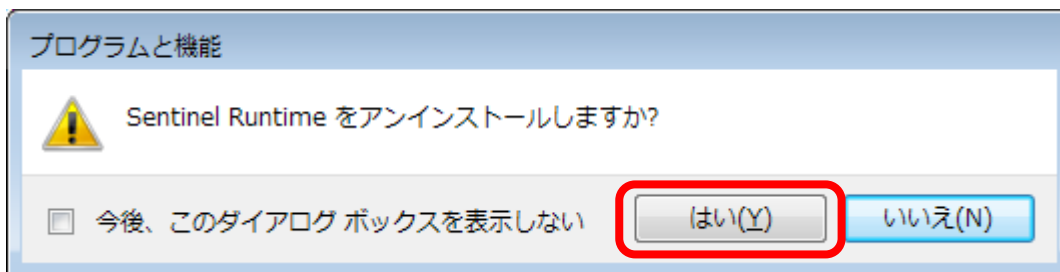 プログラムと機能
Sentinel Runtime をアンインストールしますか?
今後、このダイアログ ボックスを表示しない
はい(Y)
いいえ(N)